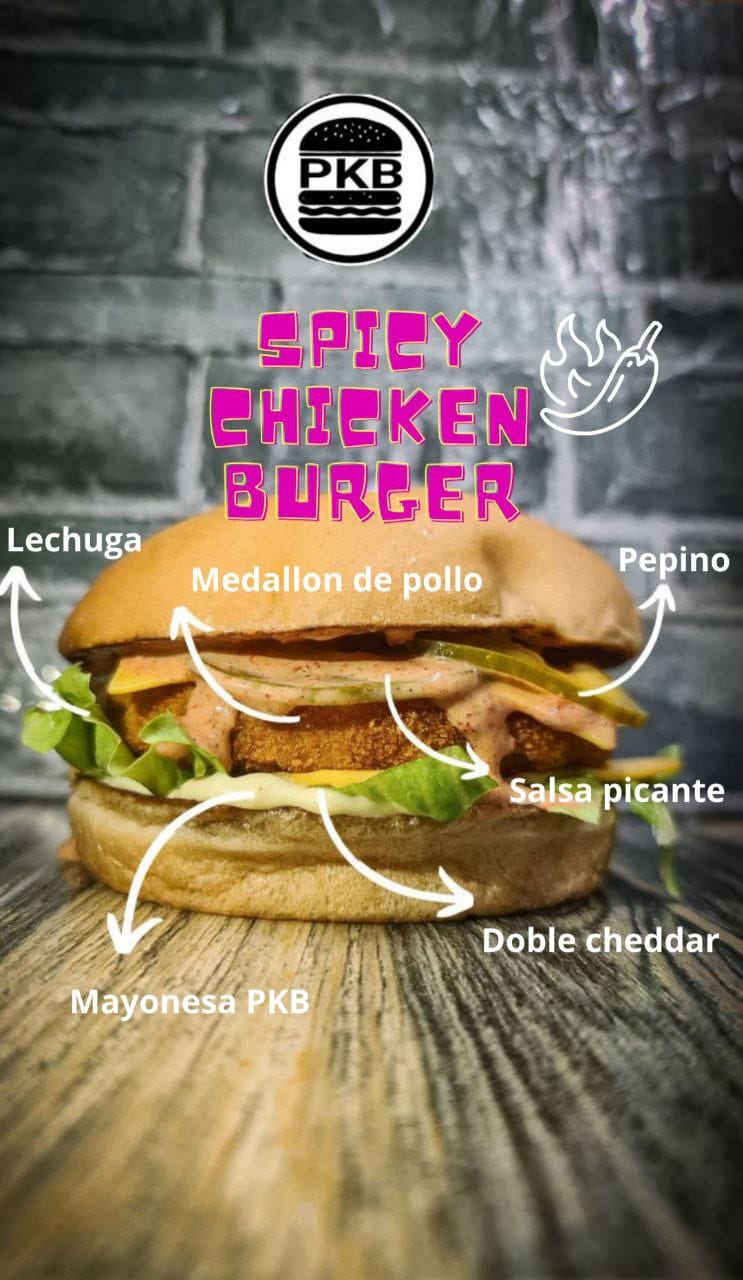 PKB
SPICY
CHICKEN
BURGER
Lechuga
Medallon de pollo
Pepino
Salsa picante
Doble cheddar
Mayonesa PKB